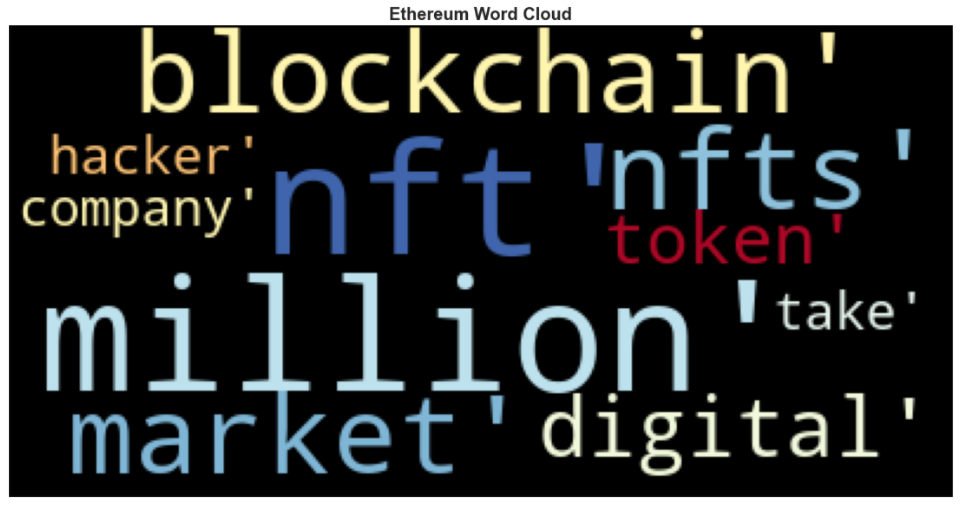 Ethereum Word Cloud
blockchain'
hacker'
nft'
nfts'
company'
token'
million'
take'
market'
digital'